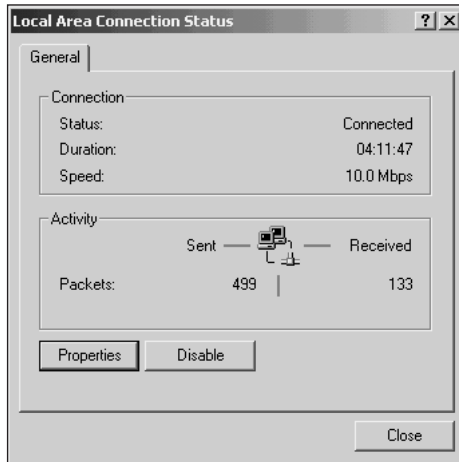 Local Area Connection Status ? X
General
Connection
Status: Connected
Duration: 04:11:47
Speed: 10.0 Mbps
Activity
Sent Received
Packets: 499 133
Properties Disable
Close